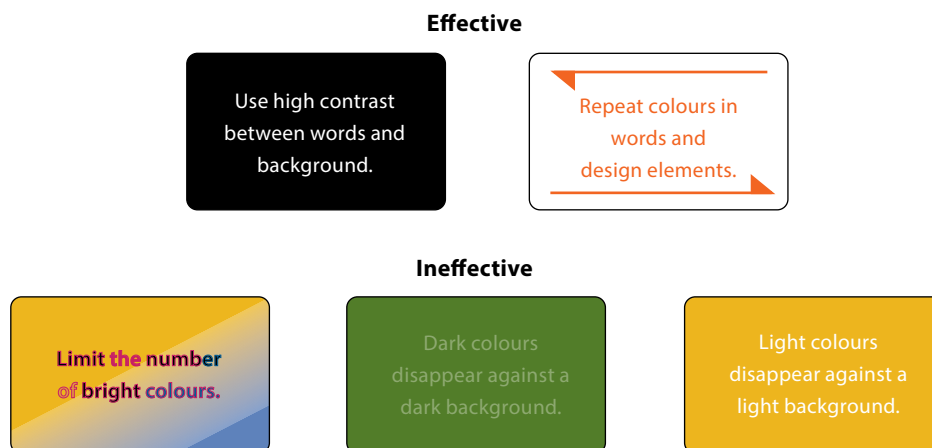 Effective
Use high contrast
between words and
background.
Repeat colours in
words and
design elements.
Ineffective
Limit the number
of bright colours.
Dark colours
disappear against a
dark background.
Light colours
disappear against a
light background.